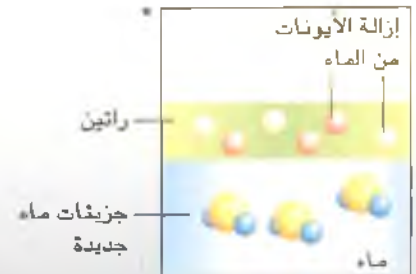 إزالة الأيونات
من الماء
راتين
جزيئات ماء
جديدة
ماء